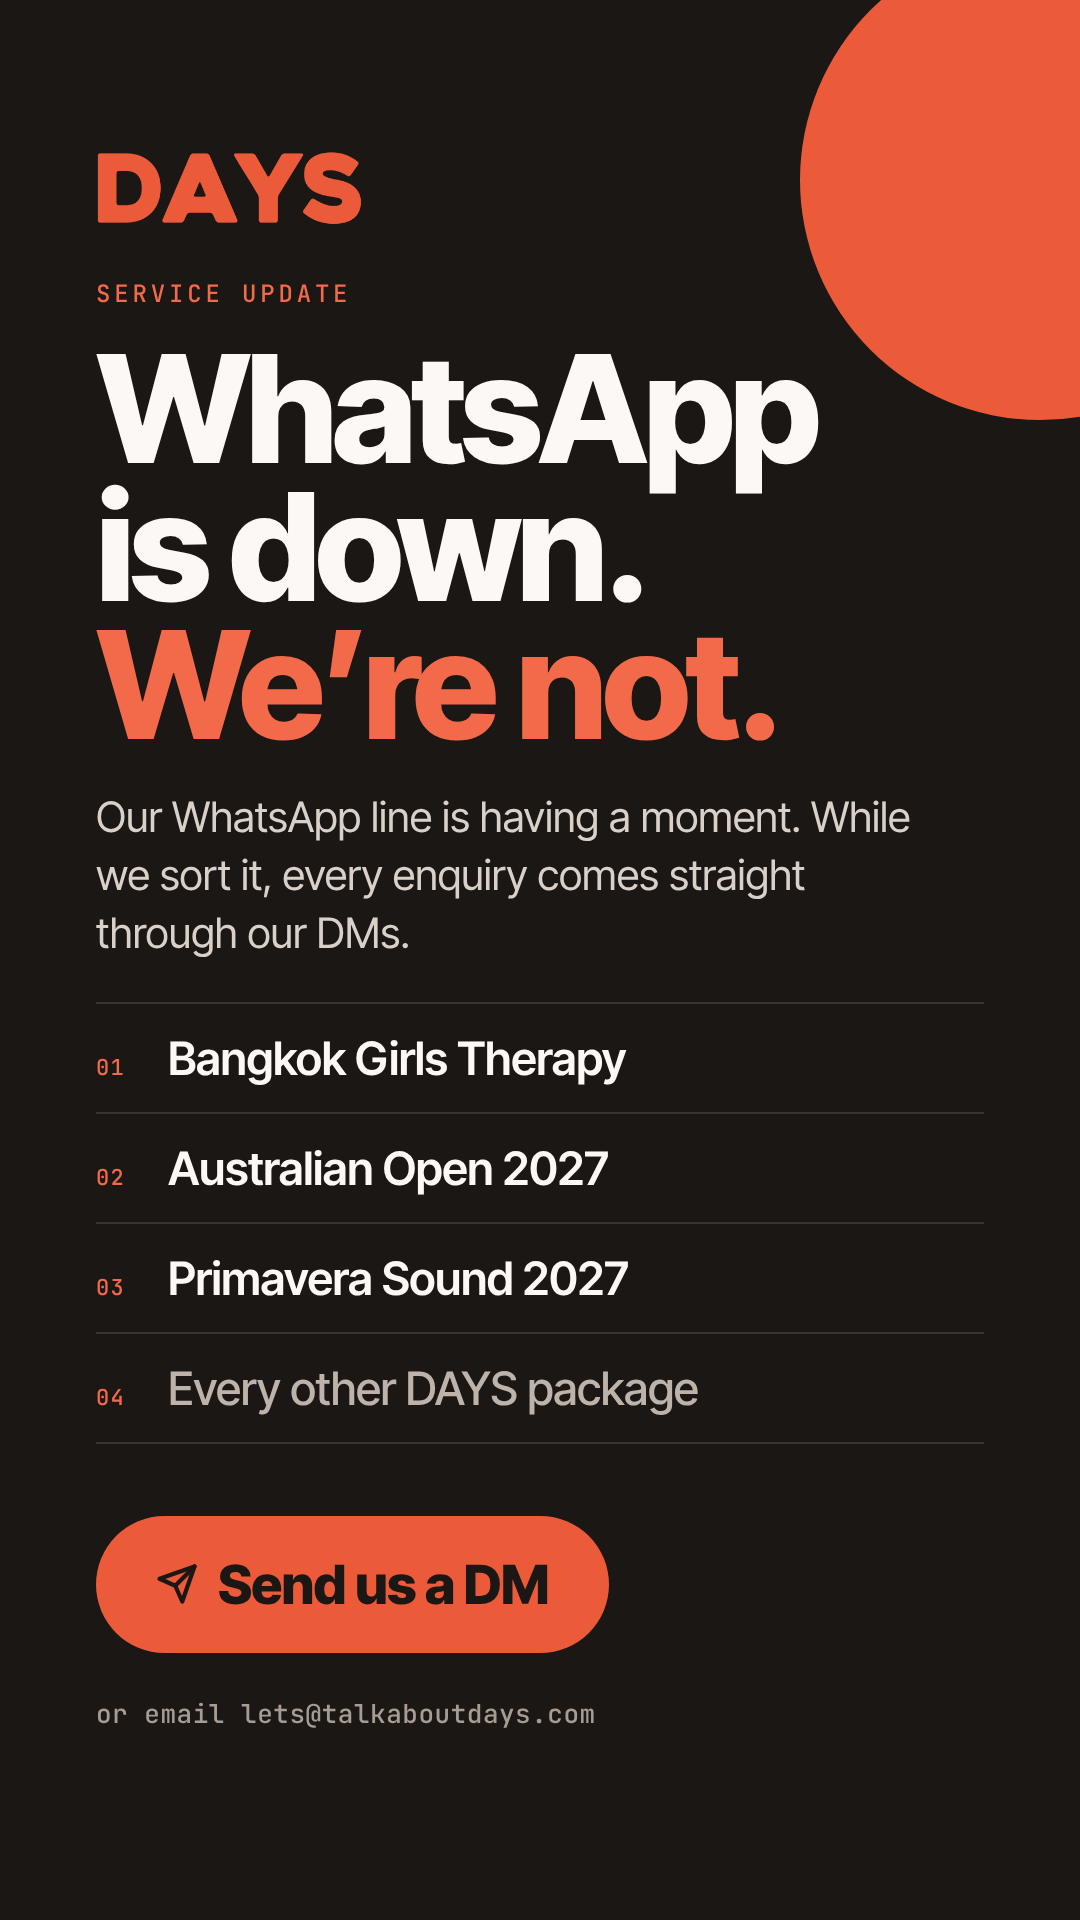 DAYS
SERVICE UPDATE
WhatsApp
is down.
We’re not.
Our WhatsApp line is having a moment. While
we sort it, every enquiry comes straight
through our DMs.
01 Bangkok Girls Therapy
02 Australian Open 2027
03 Primavera Sound 2027
04 Every other DAYS package
Send us a DM
or email lets@talkaboutdays.com